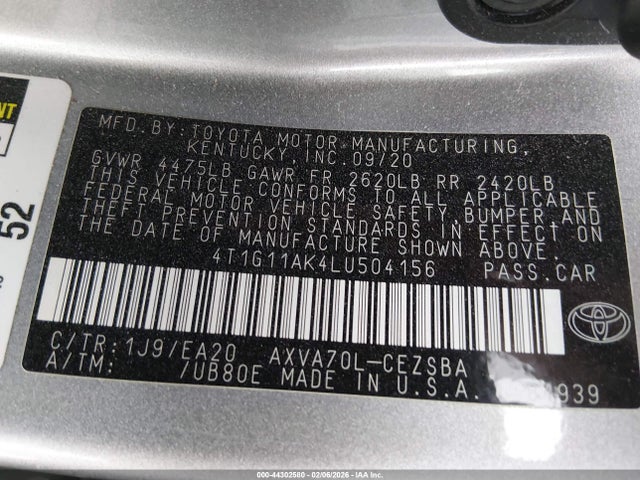 MFD. BY: TOYOTA MOTOR MANUFACTURING,
KENTUCKY, INC. 09/20
GVWR 4475LB GAWR FR 2620LB RR 2420LB
THIS VEHICLE CONFORMS TO ALL APPLICABLE
FEDERAL MOTOR VEHICLE SAFETY, BUMPER, AND
THEFT PREVENTION STANDARDS IN EFFECT ON
THE DATE OF MANUFACTURE SHOWN ABOVE.
4T1G11AK4LU504156 PASS. CAR
C/TR: 1J9/EA20 AXVA70L-CEZSBA
A/TM: /UB80E MADE IN U.S.A.
52
000-44302580 - 02/06/2026 - IAAI.COM